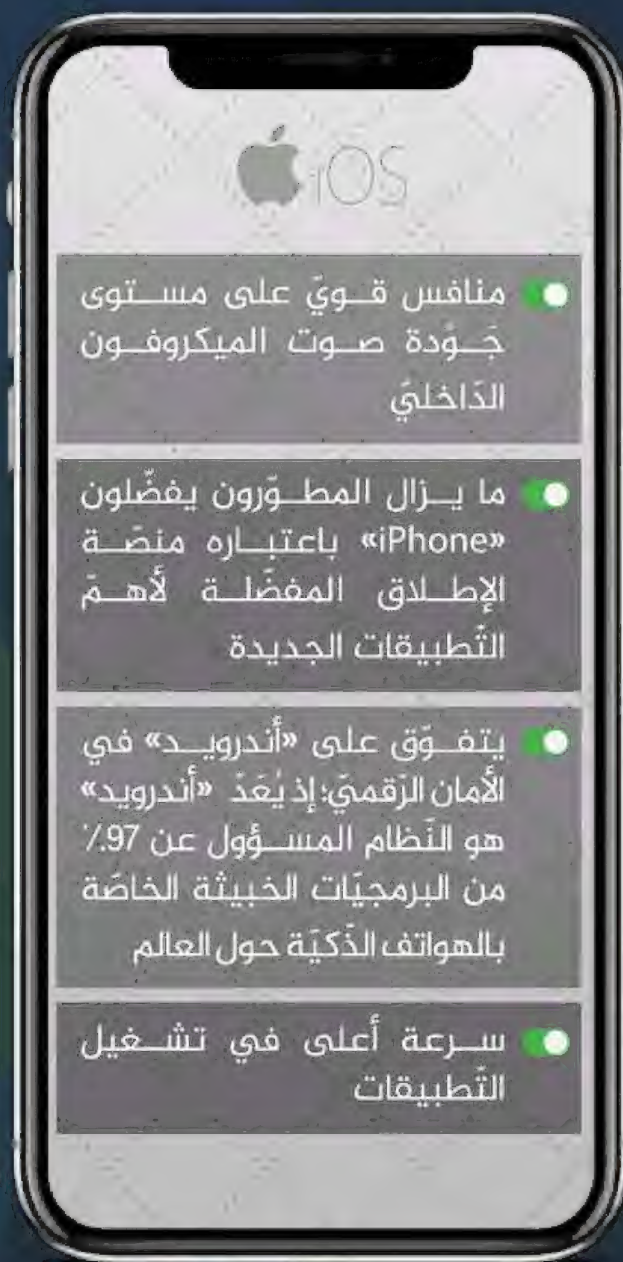 iOS
منافس قويّ على مستوى
جَوْدة صوت الميكروفون
الدّاخليّ
ما يزال المطوّرون يفضّلون
«iPhone» باعتباره منصّة
الإطلاق المفضّلة لأهمّ
التّطبيقات الجديدة
يتفوّق على «أندرويد» في
الأمان الرّقميّ؛ إذ يُعَدّ «أندرويد»
هو النّظام المسؤول عن 97٪
من البرمجيّات الخبيثة الخاصّة
بالهواتف الذّكيّة حول العالم
سرعة أعلى في تشغيل
التّطبيقات